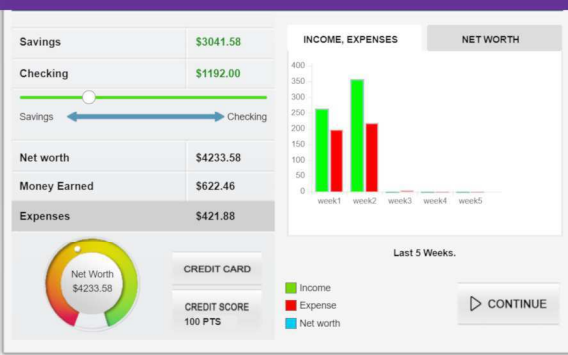 Savings $3041.58
Checking $1192.00
Savings Checking
Net worth $4233.58
Money Earned $622.46
Expenses $421.88
Net Worth
$4233.58
CREDIT CARD
CREDIT SCORE
100 PTS
INCOME, EXPENSES NET WORTH
400
350
300
250
200
150
100
50
0
week1 week2 week3 week4 week5
Last 5 Weeks.
Income
Expense
Net worth
CONTINUE